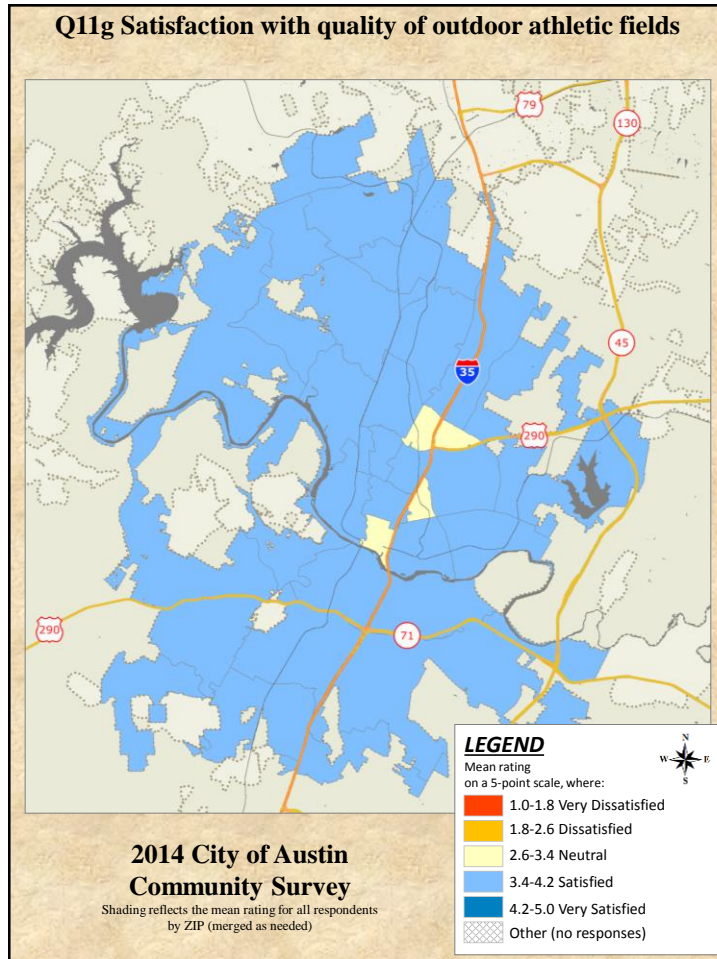 Q11g Satisfaction with quality of outdoor athletic fields
79
130
45
35
290
290
71
LEGEND
Mean rating
on a 5-point scale, where:
N
W E
S
1.0-1.8 Very Dissatisfied
1.8-2.6 Dissatisfied
2.6-3.4 Neutral
3.4-4.2 Satisfied
4.2-5.0 Very Satisfied
Other (no responses)
2014 City of Austin
Community Survey
Shading reflects the mean rating for all respondents
by ZIP (merged as needed)